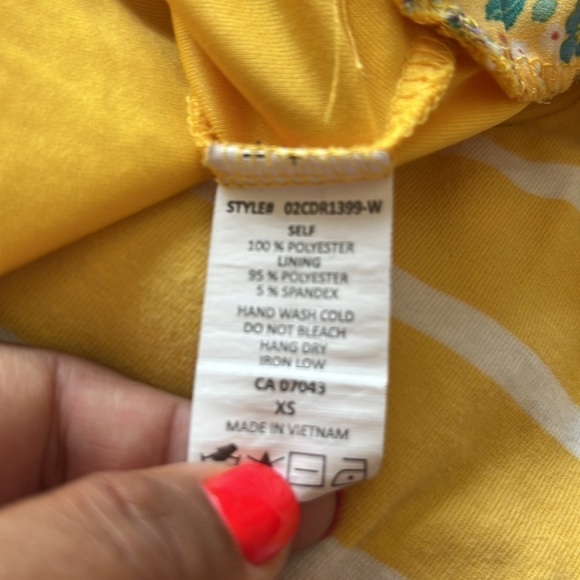 STYLE# 02CDR1399-W
SELF
100 % POLYESTER
LINING
95 % POLYESTER
5 % SPANDEX
HAND WASH COLD
DO NOT BLEACH
HANG DRY
IRON LOW
CA 07043
XS
MADE IN VIETNAM